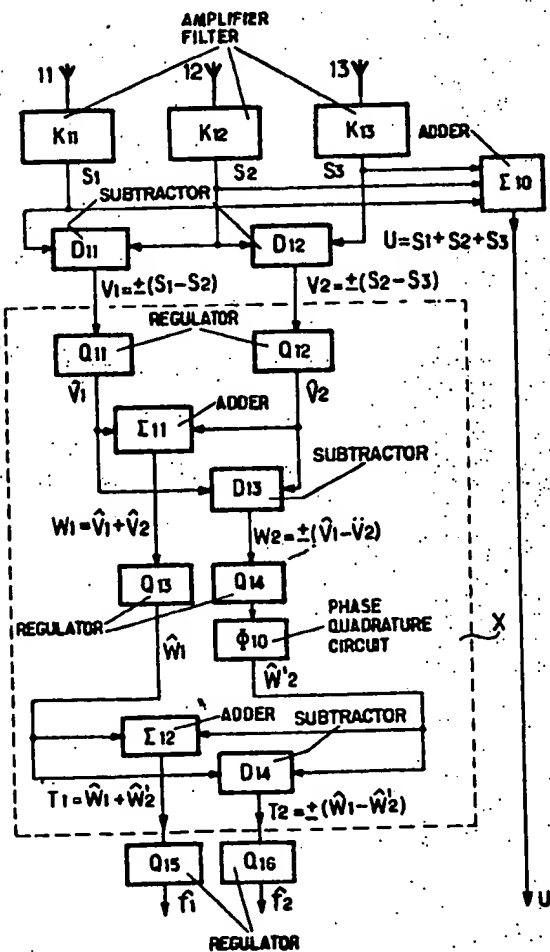 AMPLIFIER
FILTER
11 12 13
K11 K12 K13
ADDER
S1 S2 S3
Σ10
SUBTRACTOR
D11 D12
U=S1+S2+S3
V1=±(S1-S2) V2=±(S2-S3)
REGULATOR
Q11 Q12
V̂1 V̂2
ADDER
Σ11
SUBTRACTOR
D13
W1=V̂1+V̂2 W2=±(V̂1-V̂2)
Q13 Q14
REGULATOR
PHASE
QUADRATURE
CIRCUIT
Φ10
X
Ŵ1 Ŵ'2
ADDER SUBTRACTOR
Σ12
D14
T1=Ŵ1+Ŵ'2 T2=±(Ŵ1-Ŵ'2)
Q15 Q16
f̂1 f̂2 U
REGULATOR